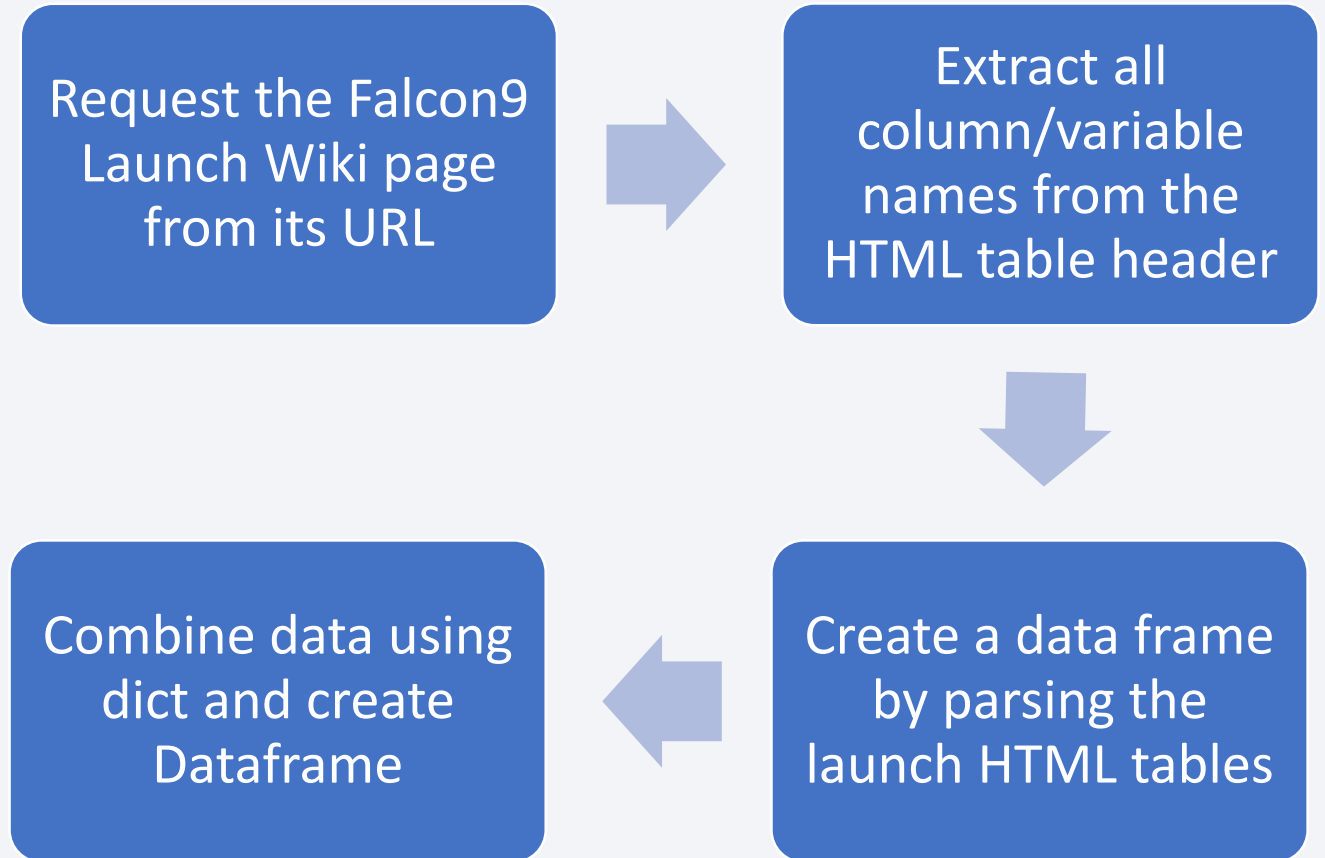 Request the Falcon9
Launch Wiki page
from its URL
Extract all
column/variable
names from the
HTML table header
Create a data frame
by parsing the
launch HTML tables
Combine data using
dict and create
Dataframe